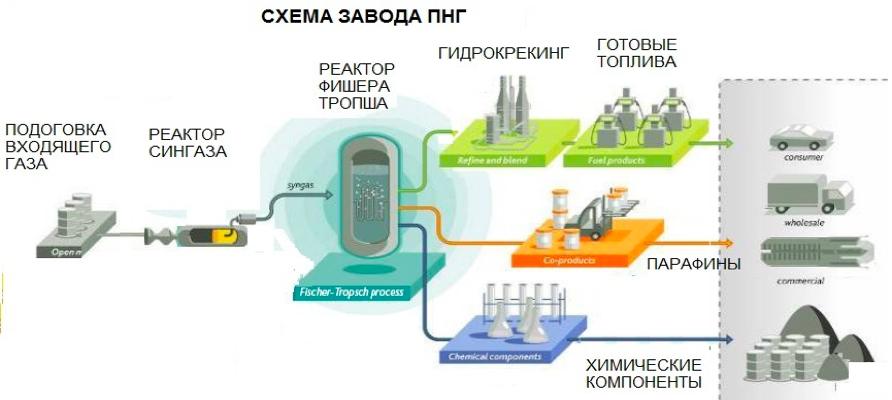 СХЕМА ЗАВОДА ПНГ
ГИДРОКРЕКИНГ
ГОТОВЫЕ
ТОПЛИВА
РЕАКТОР
ФИШЕРА
ТРОПША
ПОДОГОВКА
ВХОДЯЩЕГО
ГАЗА
РЕАКТОР
СИНГАЗА
syngas
Refine and blend
Fuel products
consumer
wholesale
Open
Co-products
ПАРАФИНЫ
commercial
Fischer-Tropsch process
Chemical components
ХИМИЧЕСКИЕ
КОМПОНЕНТЫ